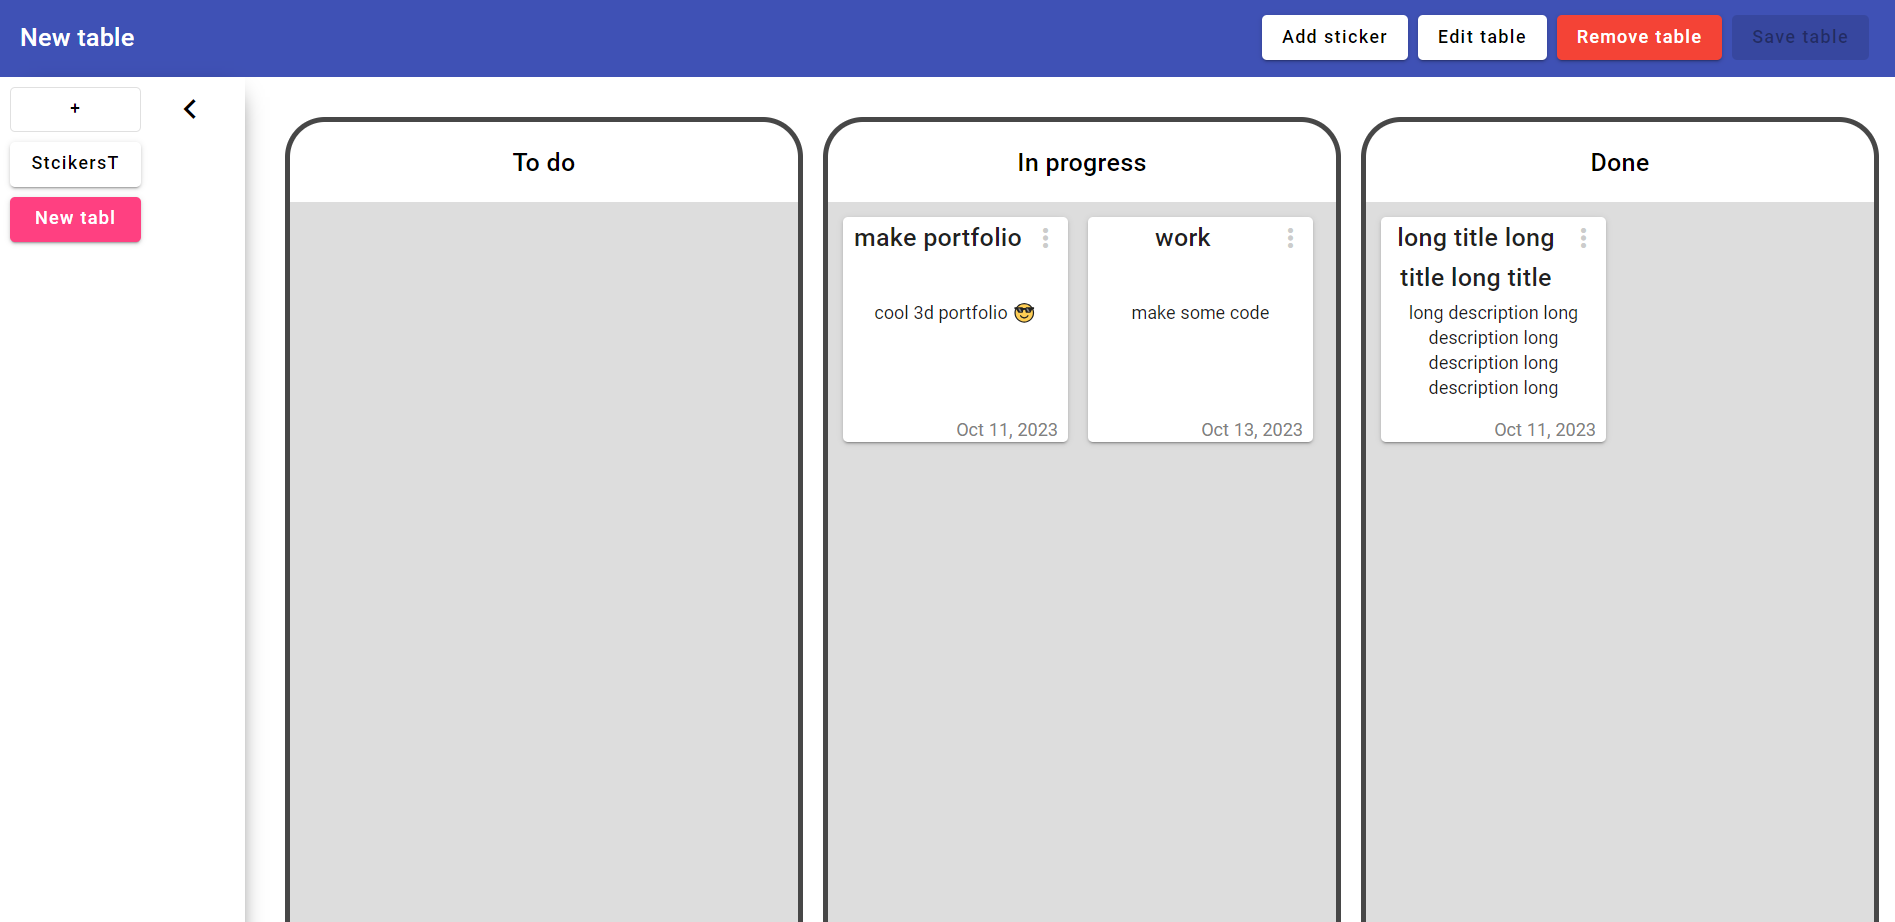 New table
Add sticker
Edit table
Remove table
Save table
+
StcikersT
New tabl
To do
In progress
make portfolio
cool 3d portfolio 😎
Oct 11, 2023
work
make some code
Oct 13, 2023
Done
long title long
title long title
long description long
description long
description long
description long
Oct 11, 2023